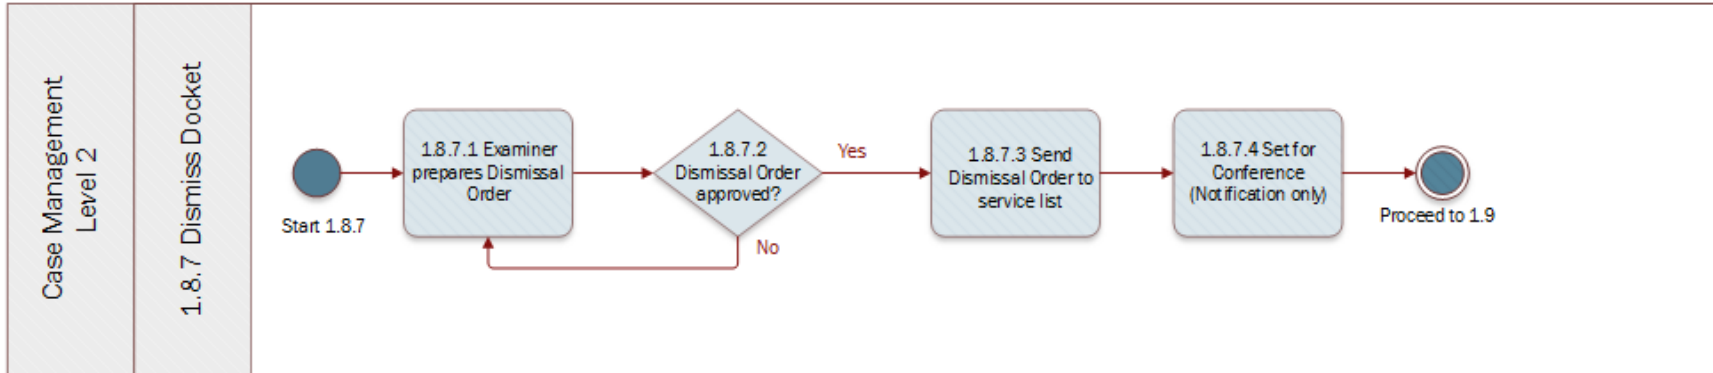 Case Management
Level 2
1.8.7 Dismiss Docket
Start 1.8.7
1.8.7.1 Examiner
prepares Dismissal
Order
1.8.7.2
Dismissal Order
approved?
Yes
No
1.8.7.3 Send
Dismissal Order to
service list
1.8.7.4 Set for
Conference
(Notification only)
Proceed to 1.9